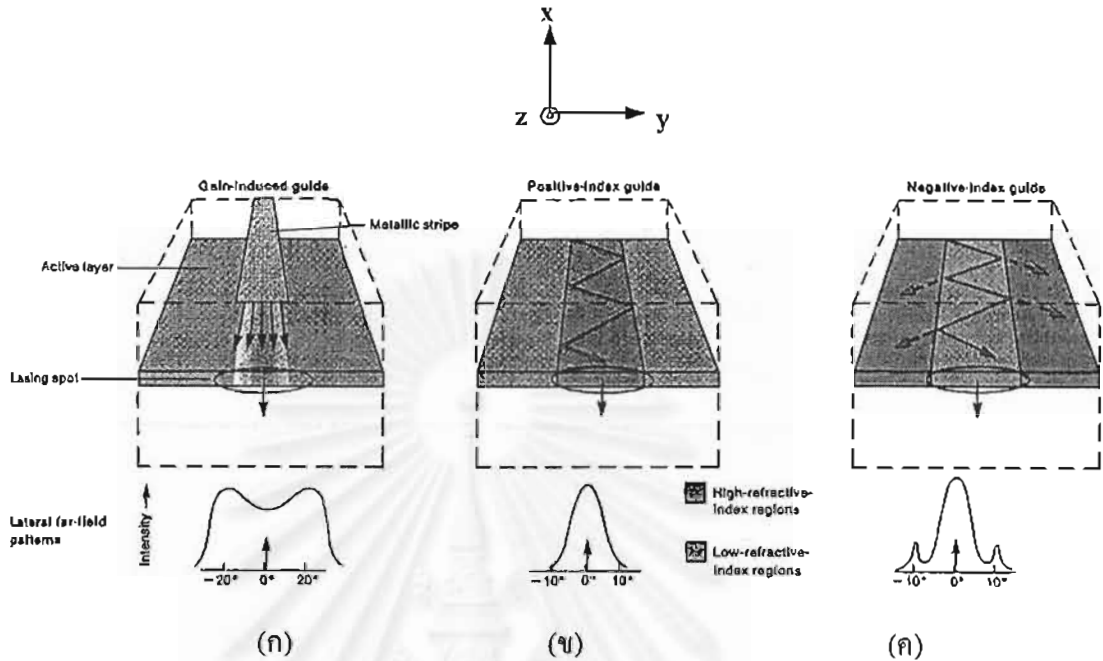 x
z
y
Gain-induced guide
Metallic stripe
Active layer
Lasing spot
Positive-index guide
Negative-index guide
Lateral far-field
patterns
Intensity
-20° 0° 20°
-10° 0° 10°
High-refractive-
index regions
Low-refractive-
index regions
-10° 0° 10°
(ก)
(ข)
(ค)